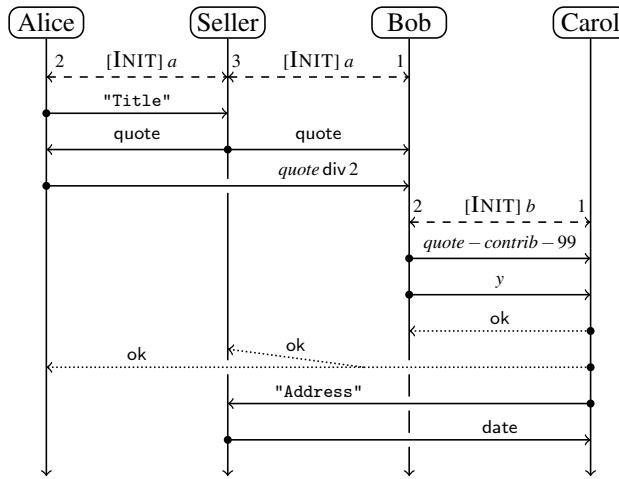 Alice Seller Bob Carol
2 [INIT] a 3 [INIT] a 1
"Title"
quote quote
quote div 2
2 [INIT] b 1
quote − contrib − 99
y
ok
ok
ok
"Address"
date